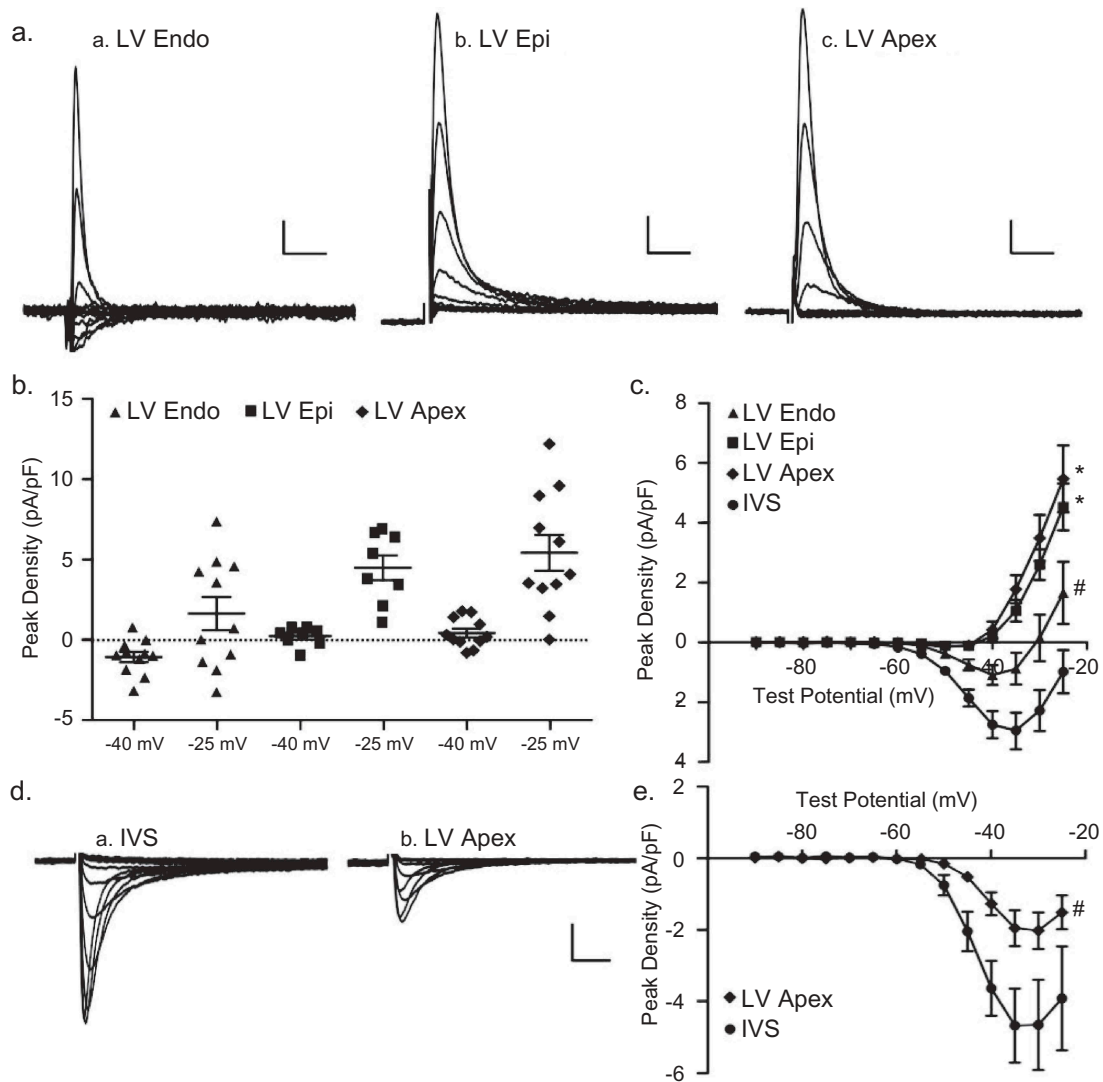 a.
a. LV Endo
b. LV Epi
c. LV Apex
b.
15
10
5
0
-5
Peak Density (pA/pF)
LV Endo
LV Epi
LV Apex
-40 mV
-25 mV
-40 mV
-25 mV
-40 mV
-25 mV
c.
8
6
4
2
0
2
4
Peak Density (pA/pF)
LV Endo
LV Epi
LV Apex
IVS
-80
-60
-40
-20
Test Potential (mV)
*
*
#
d.
a. IVS
b. LV Apex
e.
2
0
-2
-4
-6
Peak Density (pA/pF)
Test Potential (mV)
-80
-60
-40
-20
#
LV Apex
IVS